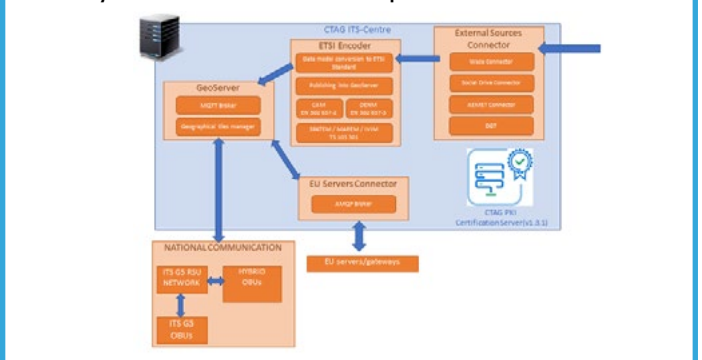 CTAG ITS-Centre
External Sources
Connector
ETSI Encoder
Data model conversion to ETSI
Standard
Waze Connector
GeoServer
Publishing into GeoServer
Social Drive Connector
MQTT Broker
CAM
EN 302 637-2
DENM
EN 302 637-3
AEMET Connector
Geographical tiles manager
DGT
TS 103 301
EU Servers Connector
AMQP Broker
CTAG PKI
Certification Server(v1.3.1)
NATIONAL COMMUNICATION
EU servers/gateways
ITS G5 RSU
NETWORK
HYBRID
OBUs
ITS G5
OBUs